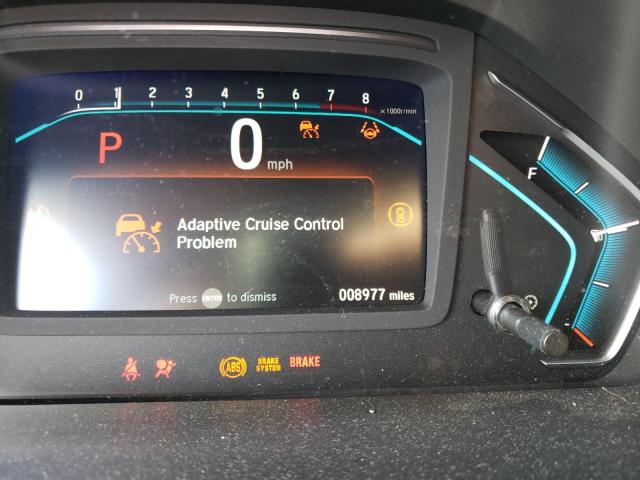 0 1 2 3 4 5 6 7 8
x1000r/min
P 0 mph
F
Adaptive Cruise Control
Problem
Press ENTER to dismiss
008977 miles
ABS BRAKE SYSTEM BRAKE